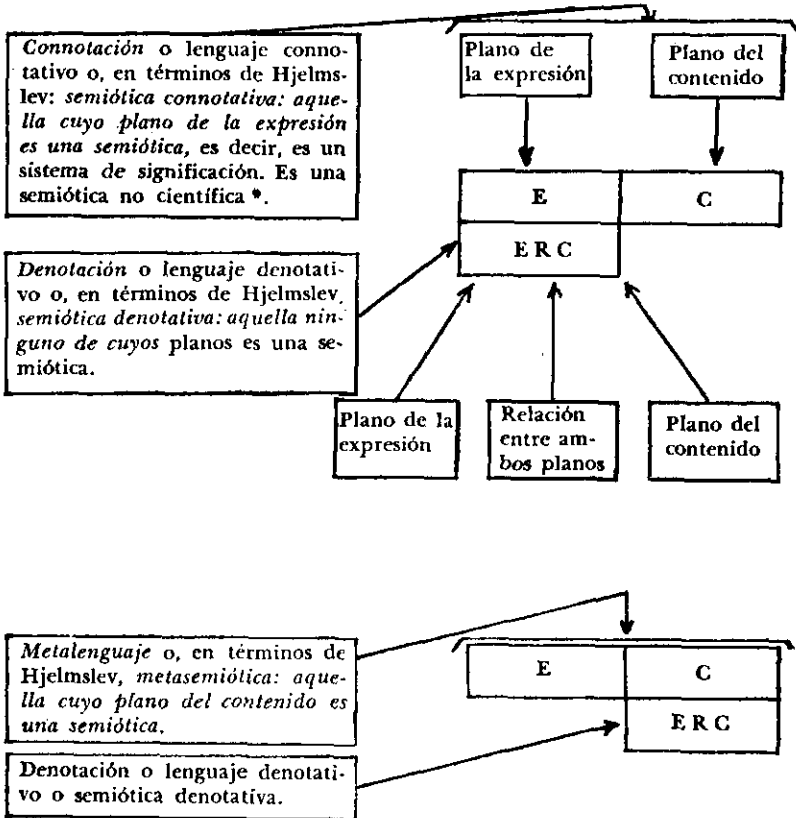 Connotación o lenguaje conno-
tativo o, en términos de Hjelms-
lev: semiótica connotativa: aque-
lla cuyo plano de la expresión
es una semiótica, es decir, es un
sistema de significación. Es una
semiótica no científica *.
Plano de
la expresión
Plano del
contenido
E
C
E R C
Denotación o lenguaje denotati-
vo o, en términos de Hjelmslev,
semiótica denotativa: aquella nin-
guno de cuyos planos es una se-
miótica.
Plano de la
expresión
Relación
entre am-
bos planos
Plano del
contenido
Metalenguaje o, en términos de
Hjelmslev, metasemiótica: aque-
lla cuyo plano del contenido es
una semiótica.
E
C
E R C
Denotación o lenguaje denotati-
vo o semiótica denotativa.